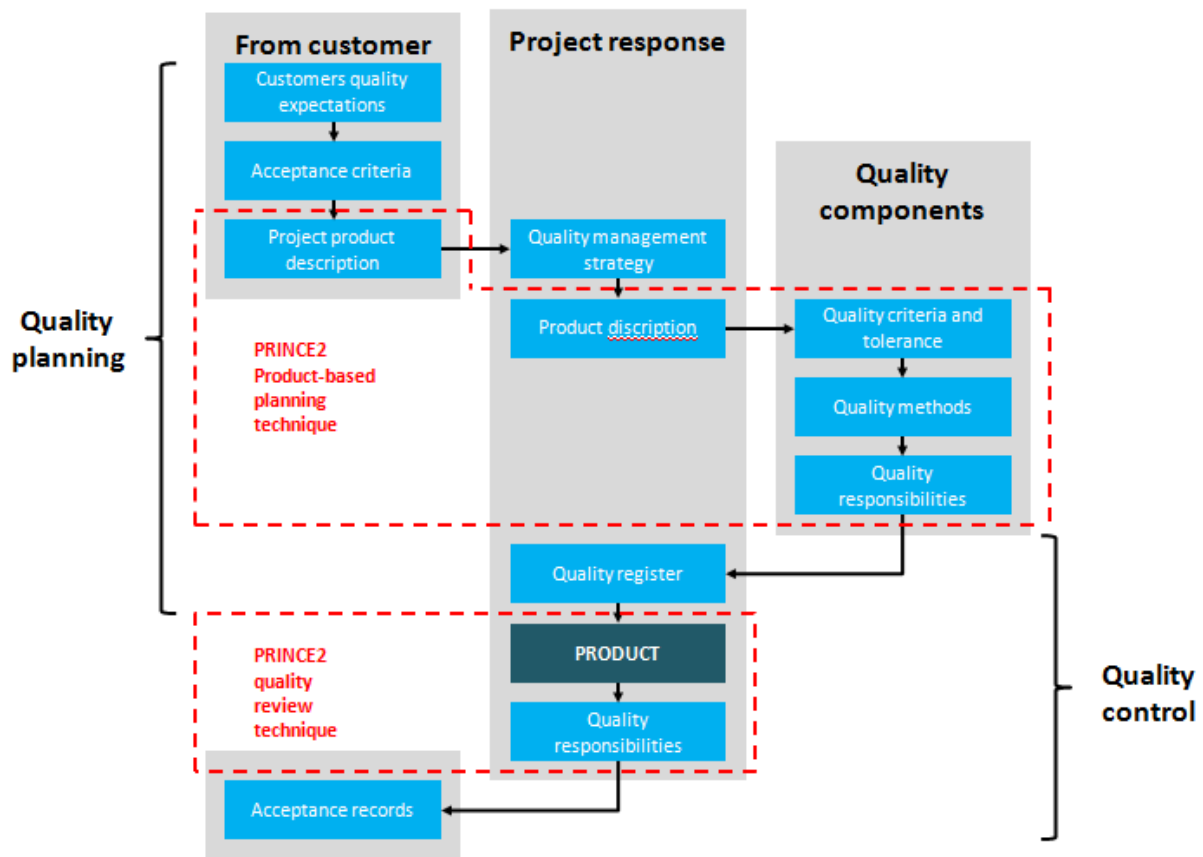 From customer
Customers quality
expectations
Acceptance criteria
Project product
description
Project response
Quality management
strategy
Product discription
Quality
components
Quality criteria and
tolerance
Quality methods
Quality
responsibilities
Quality
planning
PRINCE2
Product-based
planning
technique
Quality register
PRODUCT
Quality
responsibilities
PRINCE2
quality
review
technique
Acceptance records
Quality
control